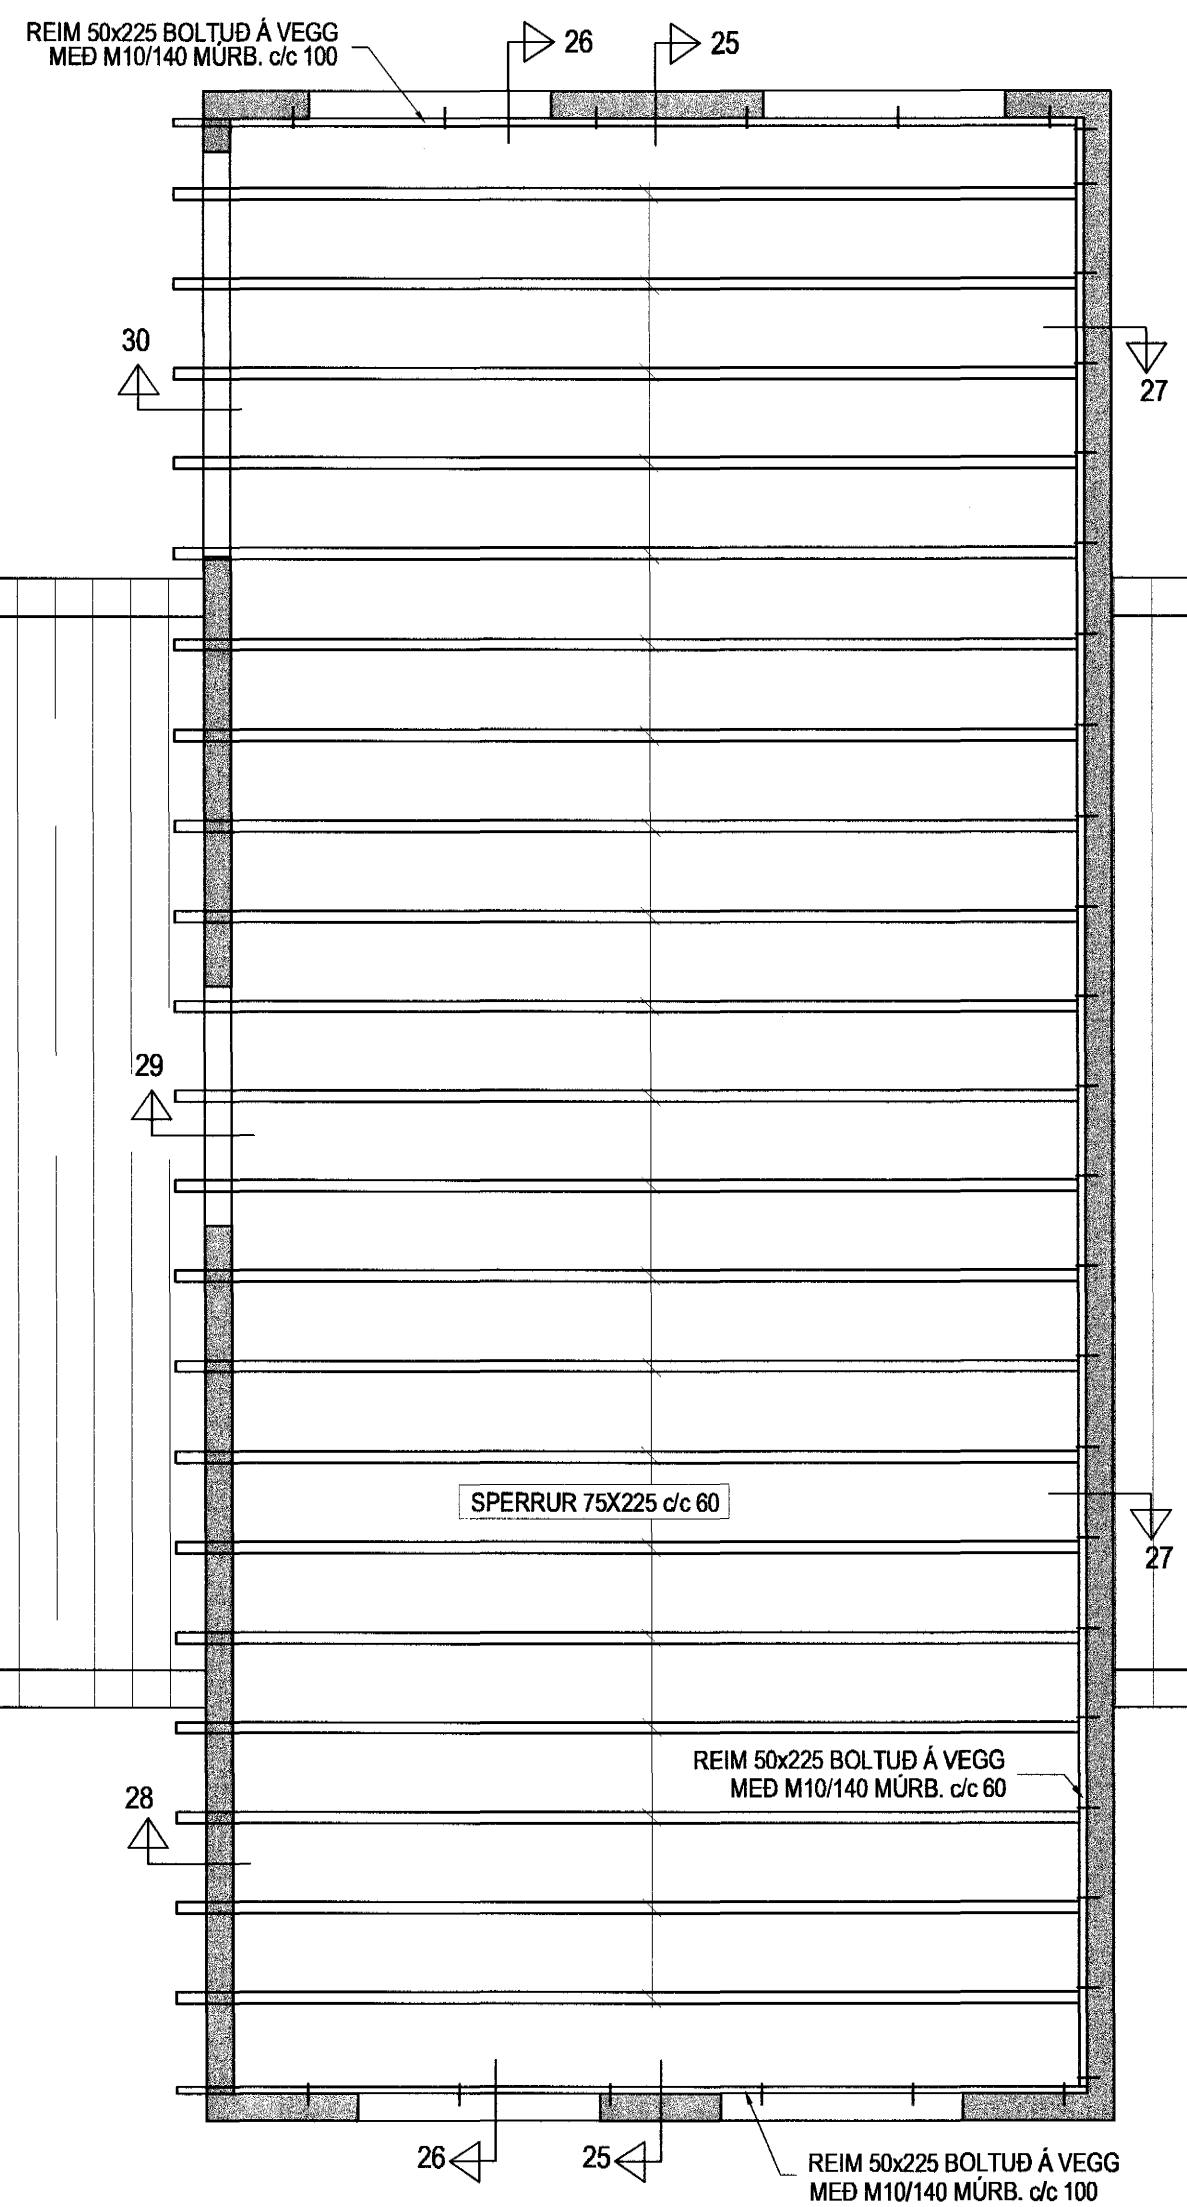 REIM 50x225 BOLTUÐ Á VEGG
MEÐ M10/140 MÚRB. c/c 100
26
25
30
27
29
SPERRUR 75X225 c/c 60
27
REIM 50x225 BOLTUÐ Á VEGG
MEÐ M10/140 MÚRB. c/c 60
28
26
25
REIM 50x225 BOLTUÐ Á VEGG
MEÐ M10/140 MÚRB. c/c 100